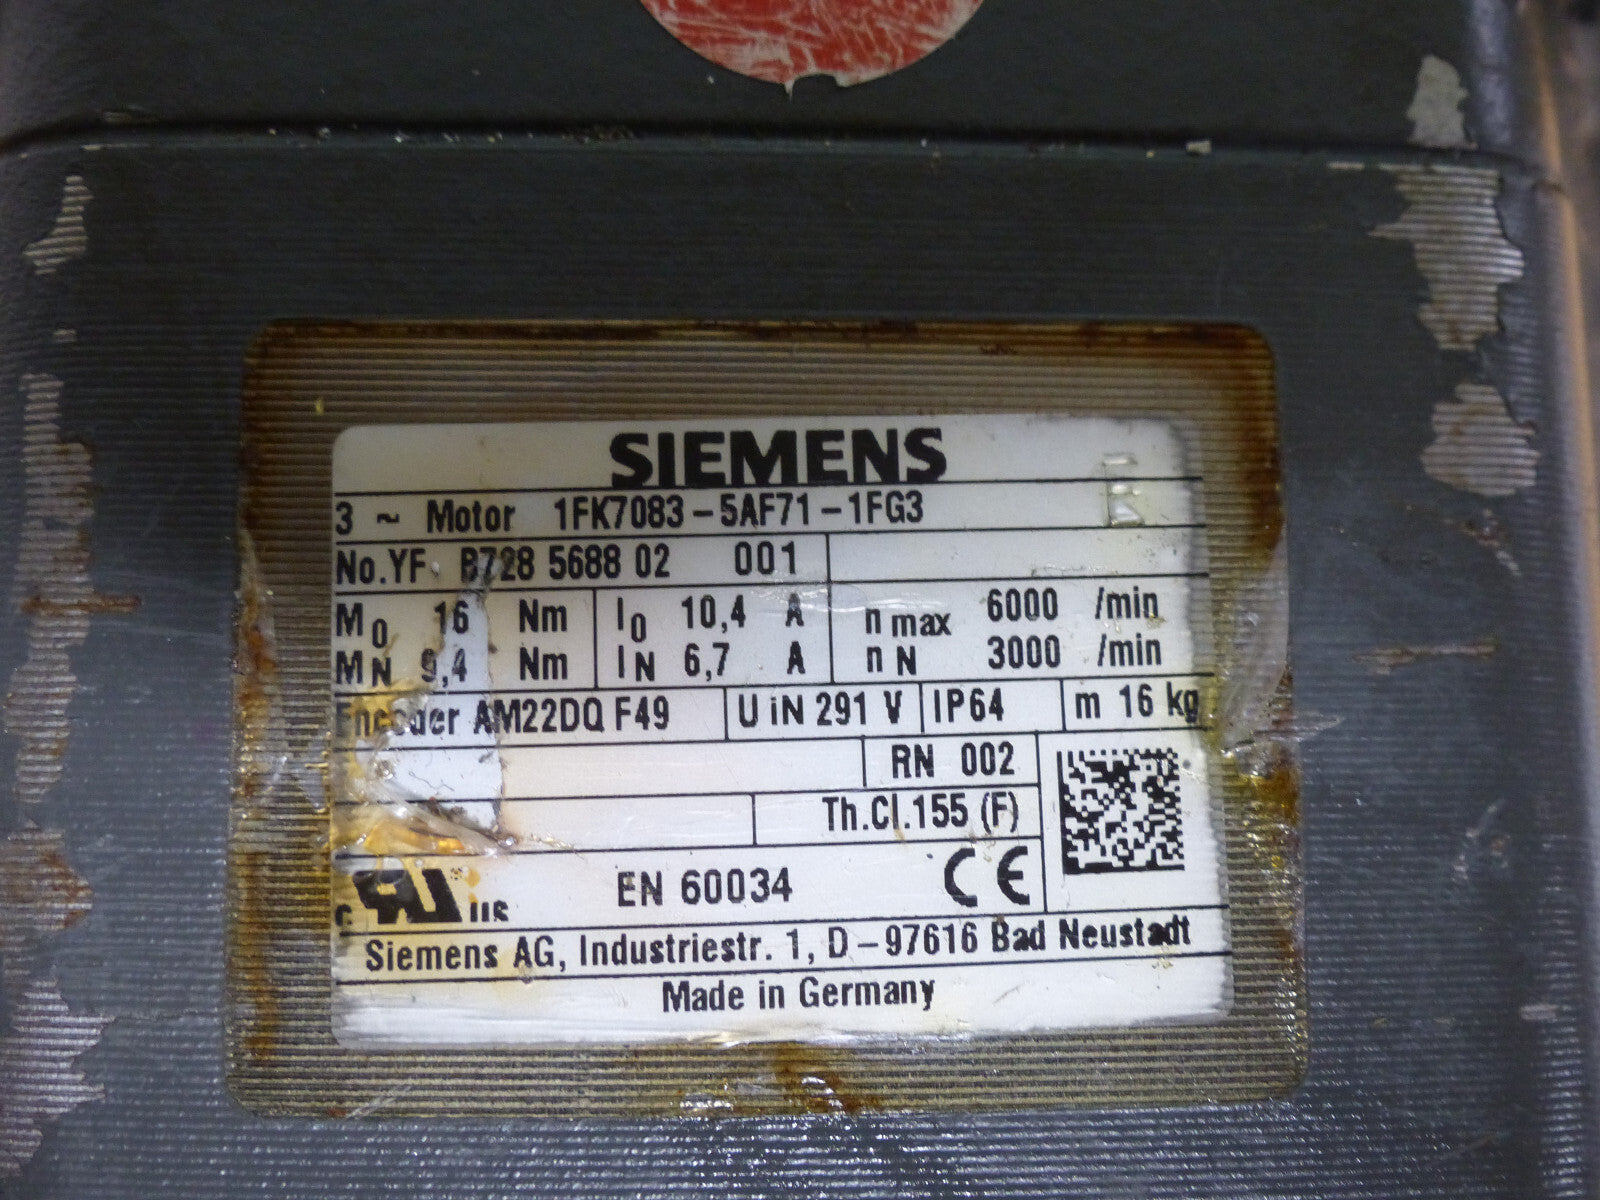 SIEMENS
3 ~ Motor 1FK7083-5AF71-1FG3
No.YF B728 5688 02 001
M0 16 Nm I0 10,4 A n max 6000 /min
MN 9,4 Nm IN 6,7 A n N 3000 /min
Encoder AM22DQ F49 U iN 291 V IP64 m 16 kg
RN 002
Th.Cl.155 (F)
c US EN 60034 CE
Siemens AG, Industriestr. 1, D-97616 Bad Neustadt
Made in Germany